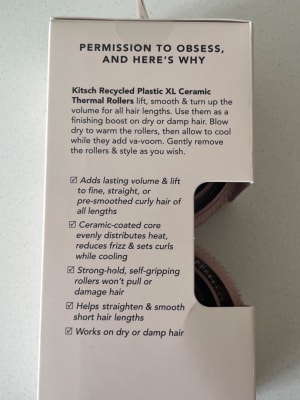 PERMISSION TO OBSESS,
AND HERE'S WHY
Kitsch Recycled Plastic XL Ceramic
Thermal Rollers lift, smooth & turn up the
volume for all hair lengths. Use them as a
finishing boost on dry or damp hair. Blow
dry to warm the rollers, then allow to cool
while they add va-voom. Gently remove
the rollers & style as you wish.
☑ Adds lasting volume & lift
to fine, straight, or
pre-smoothed curly hair of
all lengths
☑ Ceramic-coated core
evenly distributes heat,
reduces frizz & sets curls
while cooling
☑ Strong-hold, self-gripping
rollers won't pull or
damage hair
☑ Helps straighten & smooth
short hair lengths
☑ Works on dry or damp hair